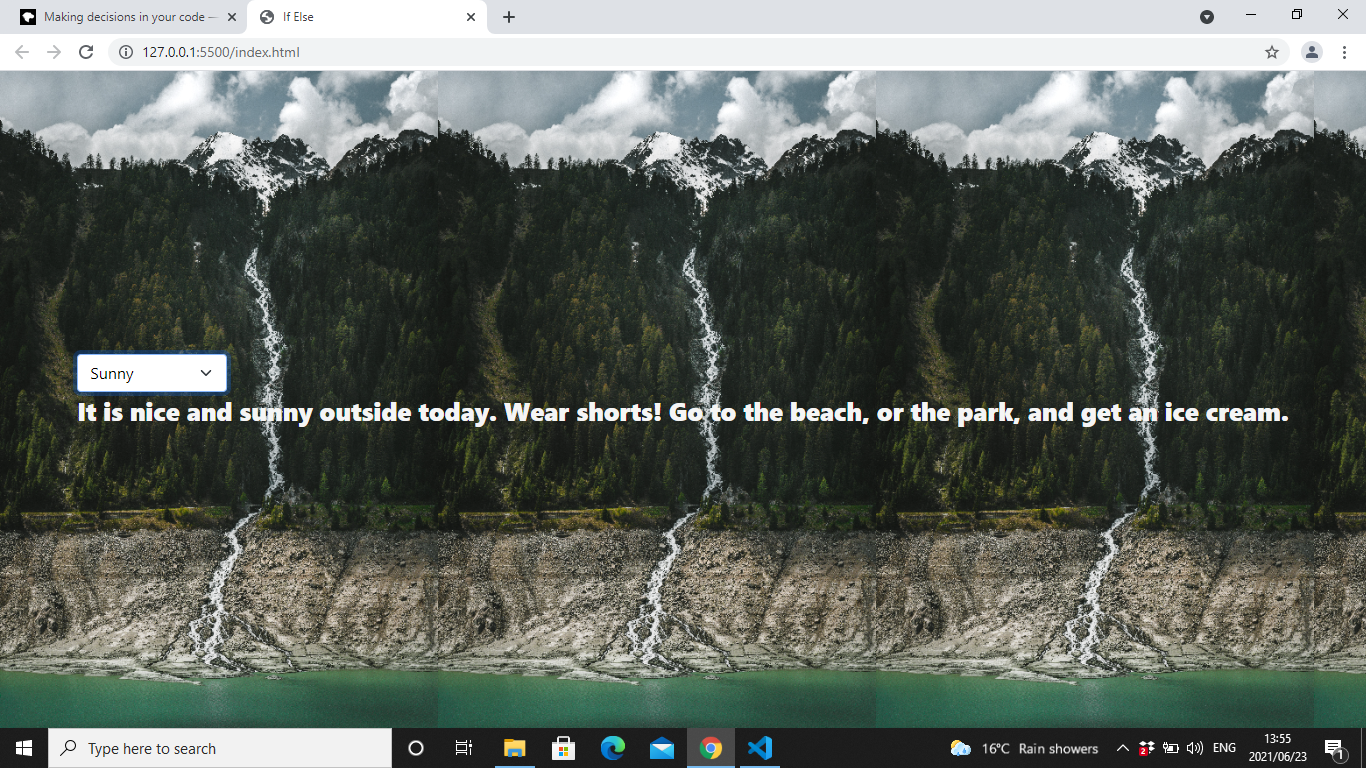 Making decisions in your code —
If Else
127.0.0.1:5500/index.html
Sunny
It is nice and sunny outside today. Wear shorts! Go to the beach, or the park, and get an ice cream.
Type here to search
16°C Rain showers
2
ENG
13:55
2021/06/23
1